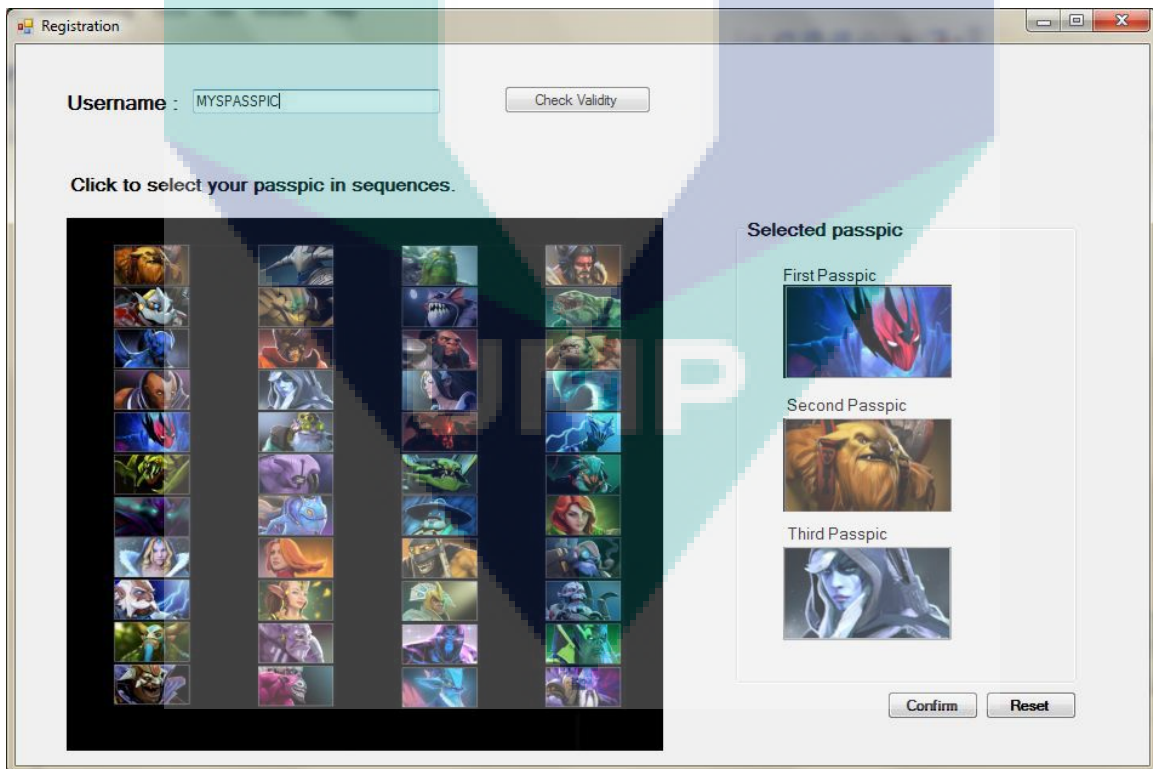 Registration
Username : MYSPASSPIC
Check Validity
Click to select your passpic in sequences.
Selected passpic
First Passpic
Second Passpic
Third Passpic
UMP
Confirm
Reset